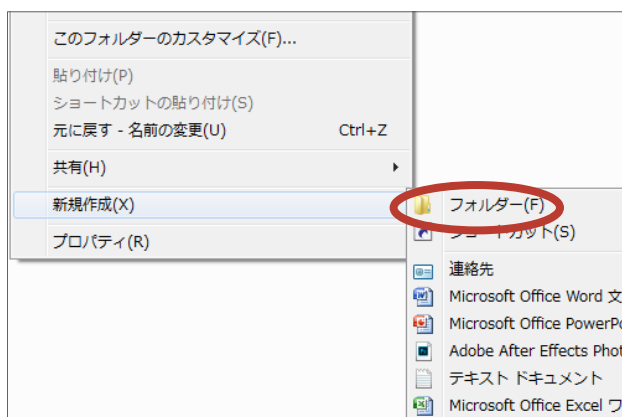 このフォルダーのカスタマイズ(F)...
貼り付け(P)
ショートカットの貼り付け(S)
元に戻す - 名前の変更(U) Ctrl+Z
共有(H)
新規作成(X)
プロパティ(R)
フォルダー(F)
ショートカット(S)
連絡先
Microsoft Office Word 文
Microsoft Office PowerPo
Adobe After Effects Phot
テキスト ドキュメント
Microsoft Office Excel ワ